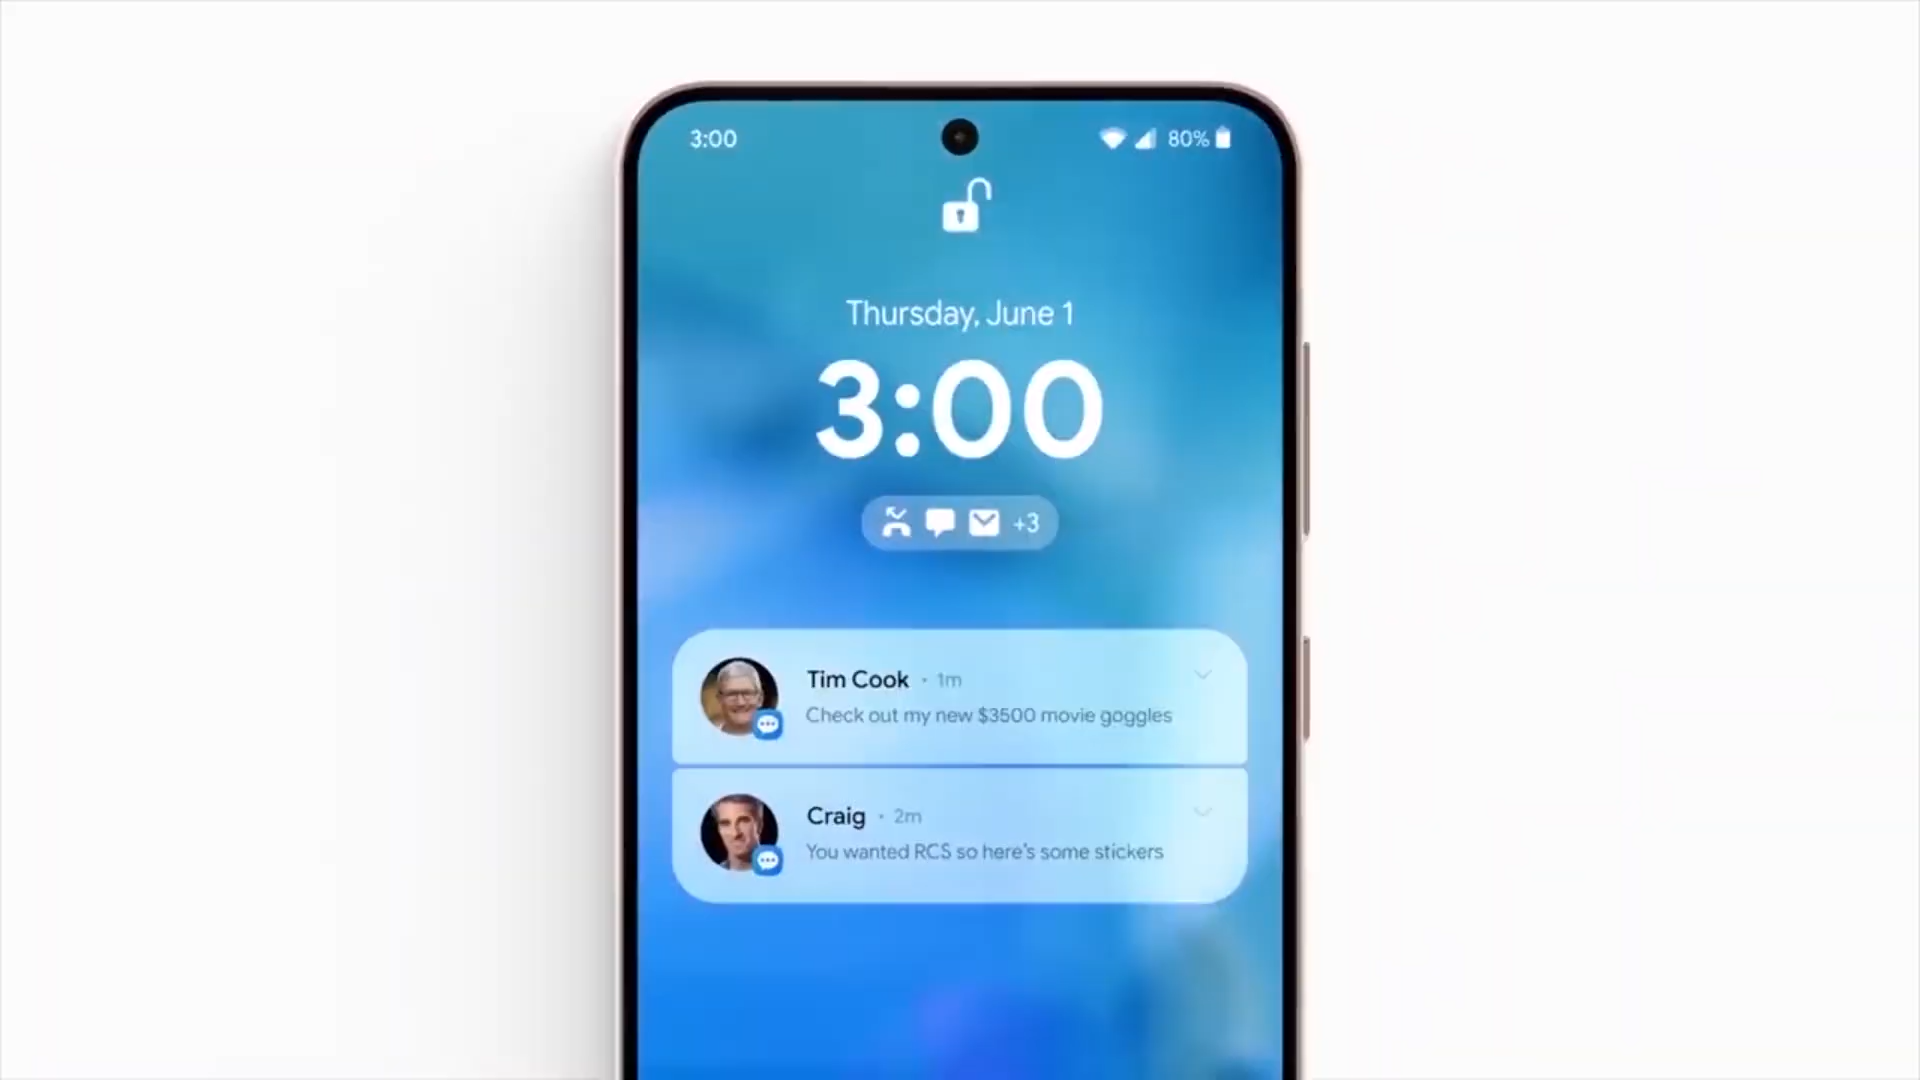 3:00
80%
Thursday, June 1
3:00
+3
Tim Cook · 1m
Check out my new $3500 movie goggles
Craig · 2m
You wanted RCS so here's some stickers